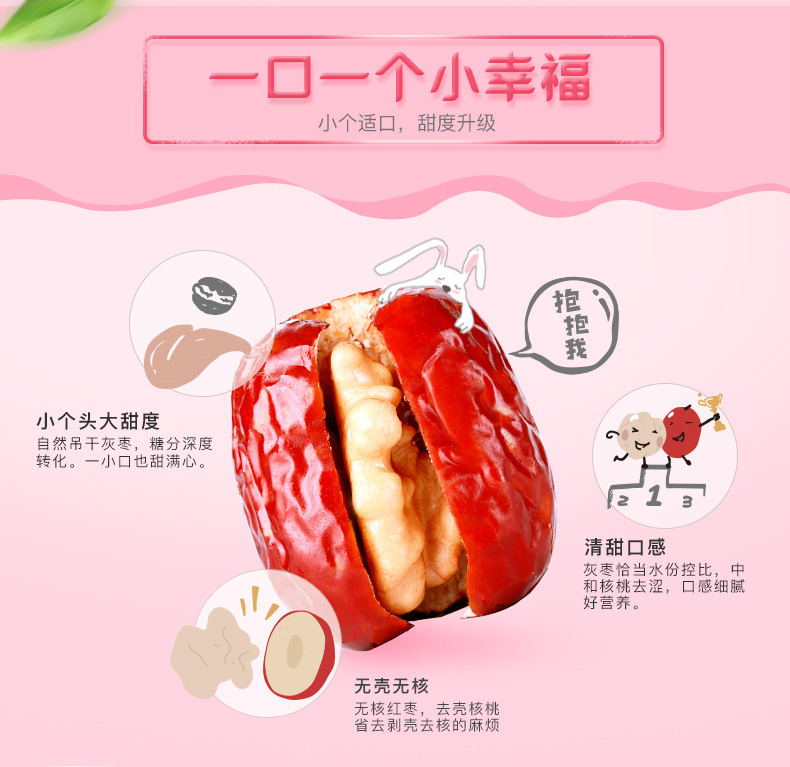 一口一个小幸福
小个适口，甜度升级
抱
抱
我
小个头大甜度
自然吊干灰枣，糖分深度
转化。一小口也甜满心。
2 1 3
清甜口感
灰枣恰当水份控比，中
和核桃去涩，口感细腻
好营养。
无壳无核
无核红枣，去壳核桃
省去剥壳去核的麻烦